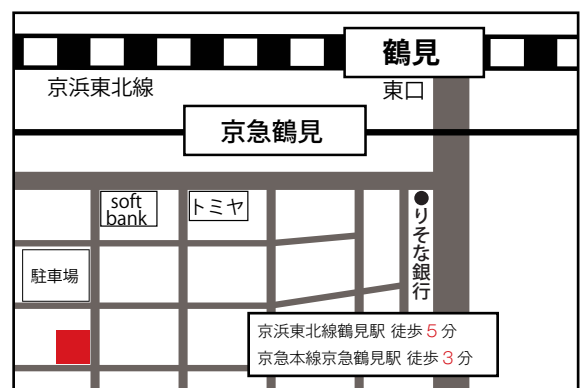 鶴見
京浜東北線
東口
京急鶴見
soft
bank
トミヤ
●りそな銀行
駐車場
京浜東北線鶴見駅 徒歩5分
京急本線京急鶴見駅 徒歩3分